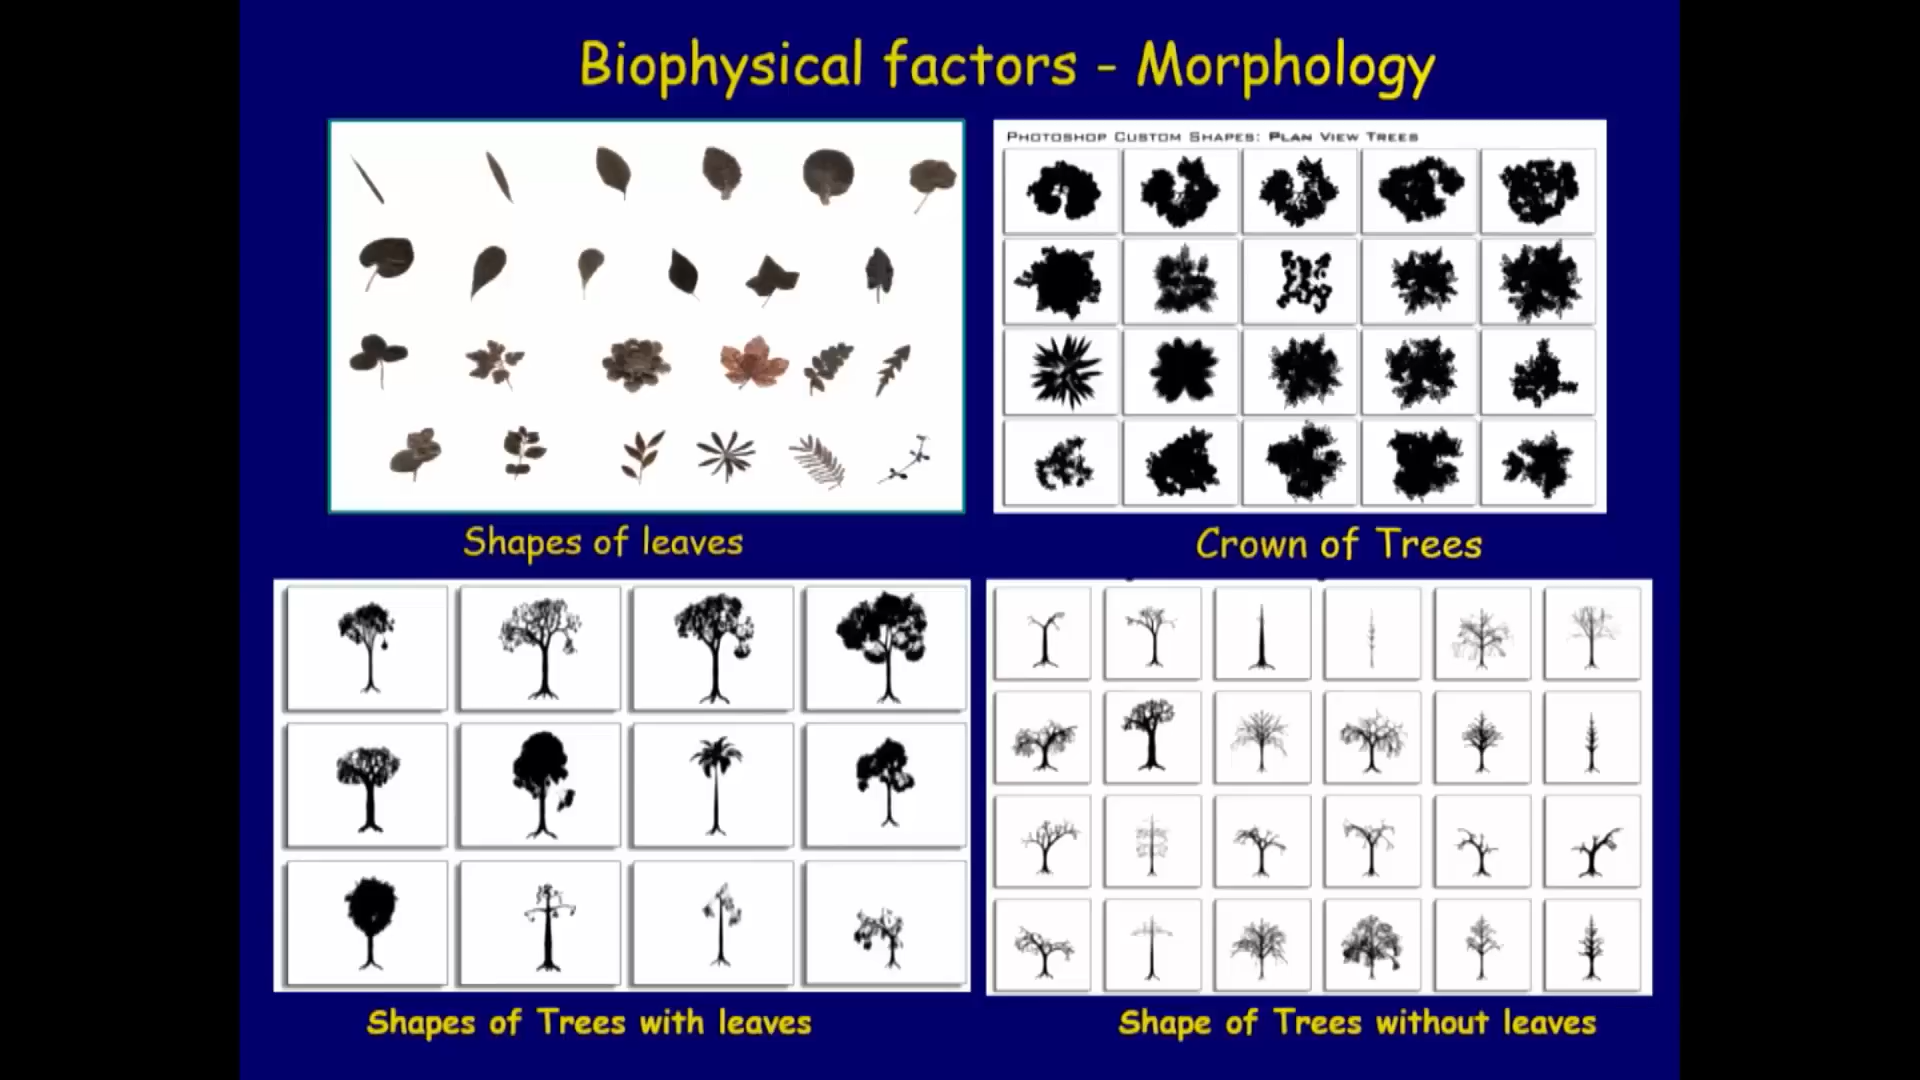 Biophysical factors - Morphology
PHOTOSHOP CUSTOM SHAPES: PLAN VIEW TREES
Shapes of leaves
Crown of Trees
Shapes of Trees with leaves
Shape of Trees without leaves